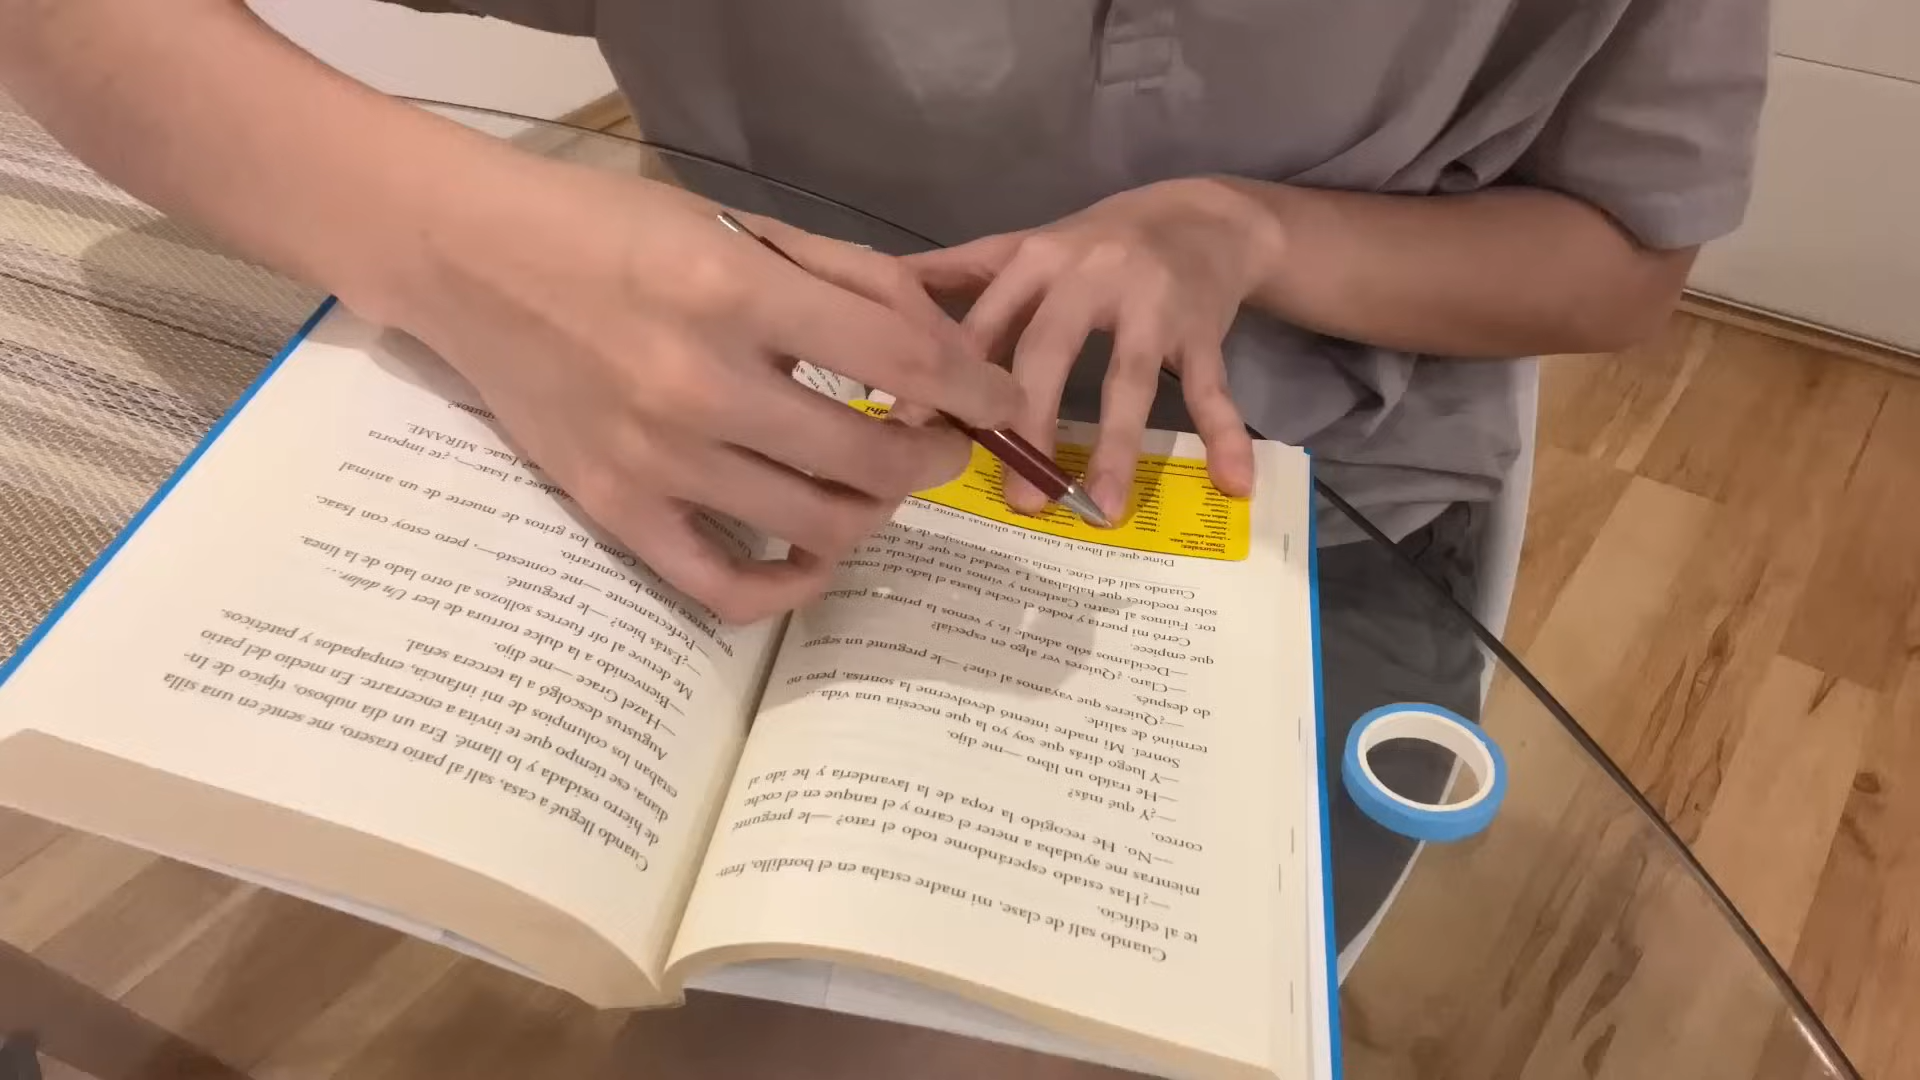 Cuando salí de clase, mi madre estaba en el bordillo, fren-
te al edificio.
—¿Has estado esperándome todo el rato? —le pregunté
mientras me ayudaba a meter el carro y el tanque en el coche
—No. He recogido la ropa de la lavandería y he ido al
correo.
—¿Y qué más?
—He traído un libro —me dijo.
—Y luego dirás que soy yo la que necesita una vida...
Sonreí. Mi madre intentó devolverme la sonrisa, pero no
terminó de salirle.
—¿Quieres que vayamos al cine? —le pregunté un segun-
do después.
—Claro. ¿Quieres ver algo en especial?
—Decidamos sólo adónde ir, y vemos la primera película
que empiece.
Cerró mi puerta y rodeó el coche hasta el lado del conduc
tor. Fuimos al teatro Castleton y vimos una película en
sobre roedores que hablaban. La verdad es que fue diver
Cuando salí del cine, tenía cuatro mensajes de Aug
Dime que al libro le faltan las últimas veinte págin
Sucursales:
Cuando llegué a casa, salí al patio trasero, me senté en una silla
de hierro oxidada y lo llamé. Era un día nuboso, típico de In-
diana, ese tiempo que te invita a encerrarte. En medio del patio
estaban los columpios de mi infancia, empapados y patéticos.
Augustus descolgó a la tercera señal.
—Hazel Grace —me dijo.
—Bienvenido a la dulce tortura de leer Un dolor...
Me detuve al oír fuertes sollozos al otro lado de la línea.
—¿Estás bien? —le pregunté.
—Perfectamente —me contestó—, pero estoy con Isaac,
que parece justo lo contrario.
Como los gritos de muerte de un animal
ándose a Isaac—, ¿te importa
Isaac. MÍRAME.
minutos?